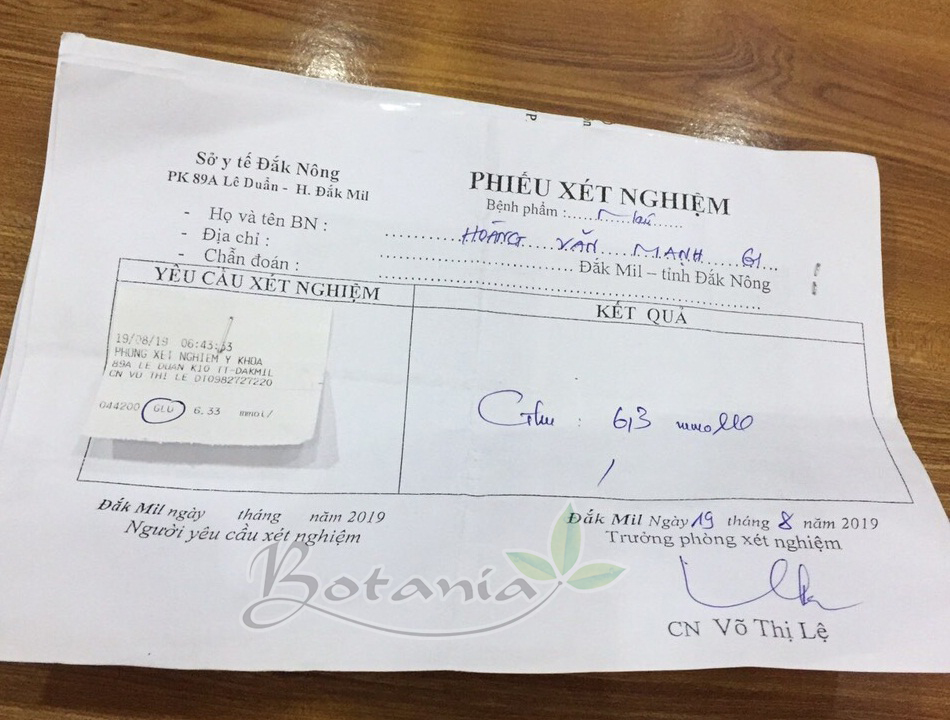 Sở y tế Đắk Nông
PK 89A Lê Duẩn - H. Đắk Mil
PHIẾU XÉT NGHIỆM
Bệnh phẩm :
- Họ và tên BN : HOÀNG VĂN MẠNH 61
- Địa chỉ : Đắk Mil – tỉnh Đắk Nông
- Chẩn đoán :
YÊU CẦU XÉT NGHIỆM
KẾT QUẢ
19/08/19 06:43:33
PHONG XET NGHIEM Y KHOA
89A LE DUAN K10 TT-DAKMIL
CN VO THI LE DT0982727220
044200 GLU 6.33 mmol/
Glu : 6,3 mmol/l
Đắk Mil ngày tháng năm 2019
Người yêu cầu xét nghiệm
Đắk Mil Ngày 19 tháng 8 năm 2019
Trưởng phòng xét nghiệm
CN Võ Thị Lệ
Botania